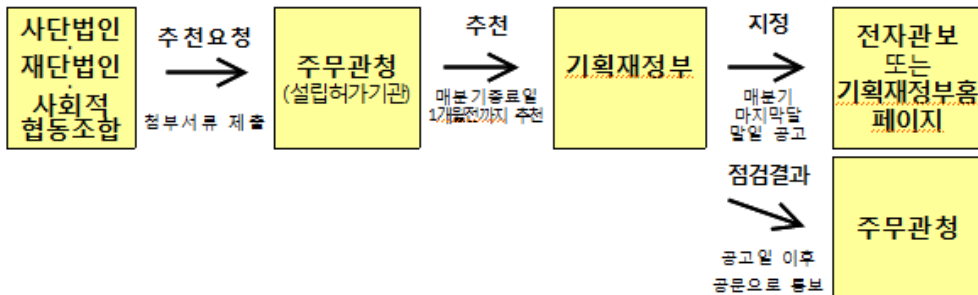 사단법인
·
재단법인
·
사회적
협동조합
추천요청
첨부서류 제출
주무관청
(설립허가기관)
추천
매분기종료일
1개월전까지 추천
기획재정부
지정
매분기
마지막달
말일 공고
전자관보
또는
기획재정부홈
페이지
점검결과
공고일 이후
공문으로 통보
주무관청